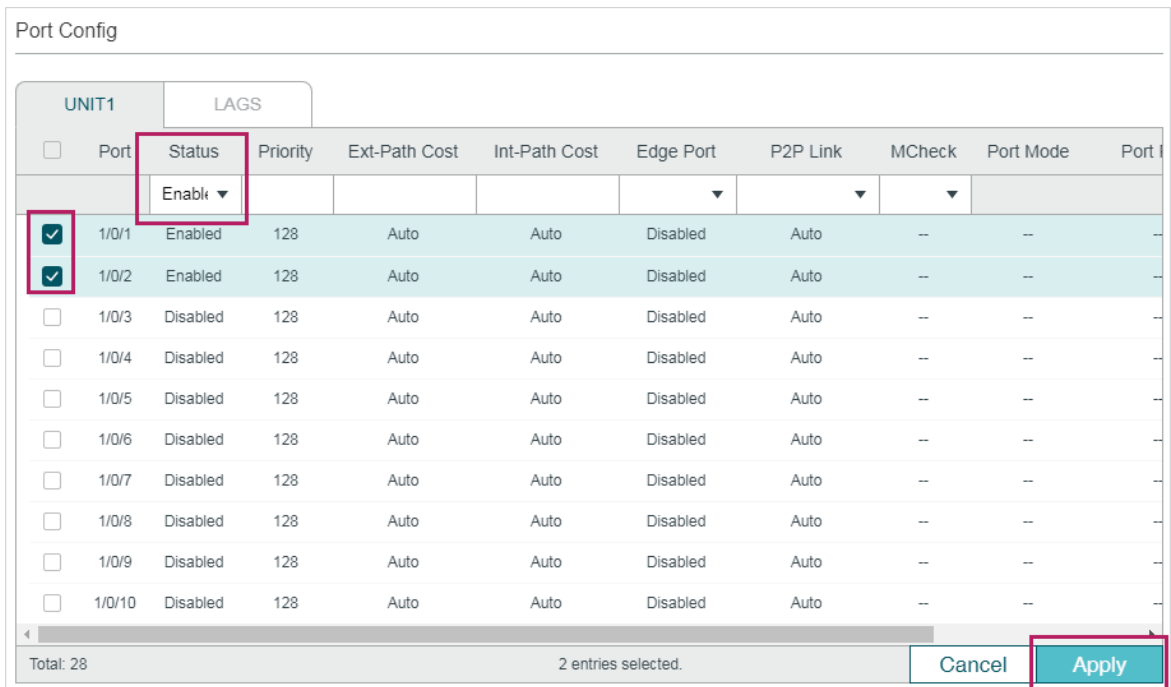 Port Config
UNIT1 LAGS
Port Status Priority Ext-Path Cost Int-Path Cost Edge Port P2P Link MCheck Port Mode Port
1/0/1 Enabled 128 Auto Auto Disabled Auto -- -- --
1/0/2 Enabled 128 Auto Auto Disabled Auto -- -- --
1/0/3 Disabled 128 Auto Auto Disabled Auto -- -- --
1/0/4 Disabled 128 Auto Auto Disabled Auto -- -- --
1/0/5 Disabled 128 Auto Auto Disabled Auto -- -- --
1/0/6 Disabled 128 Auto Auto Disabled Auto -- -- --
1/0/7 Disabled 128 Auto Auto Disabled Auto -- -- --
1/0/8 Disabled 128 Auto Auto Disabled Auto -- -- --
1/0/9 Disabled 128 Auto Auto Disabled Auto -- -- --
1/0/10 Disabled 128 Auto Auto Disabled Auto -- -- --
Total: 28 2 entries selected. Cancel Apply